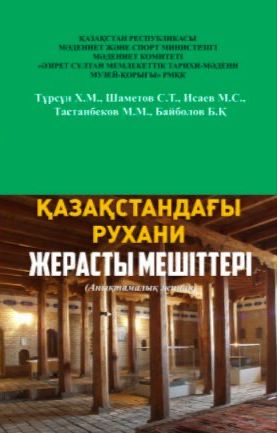 ҚАЗАҚСТАН РЕСПУБЛИКАСЫ
МӘДЕНИЕТ ЖӘНЕ СПОРТ МИНИСТРЛІГІ
МӘДЕНИЕТ КОМИТЕТІ
«ӘЗІРЕТ СҰЛТАН МЕМЛЕКЕТТІК ТАРИХИ-МӘДЕНИ
МУЗЕЙ-ҚОРЫҒЫ» РМҚК
Тұрсұн Х.М., Шаметов С.Т., Исаев М.С.,
Тастанбеков М.М., Байболов Б.Қ
ҚАЗАҚСТАНДАҒЫ
РУХАНИ
ЖЕРАСТЫ МЕШІТТЕРІ
(Анықтамалық жинақ)